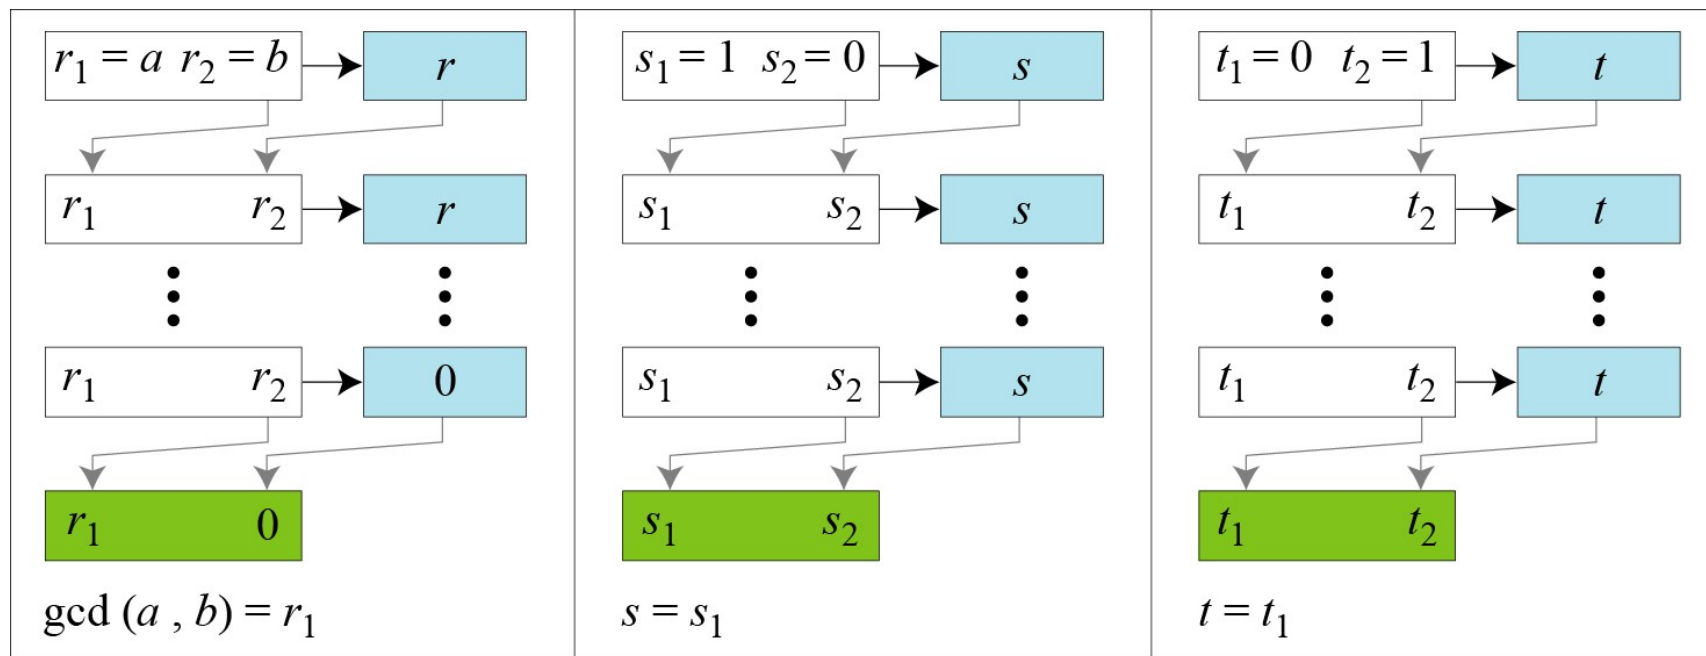 r₁ = a r₂ = b r
s₁ = 1 s₂ = 0 s
t₁ = 0 t₂ = 1 t
r₁ r₂ r
s₁ s₂ s
t₁ t₂ t
r₁ r₂ 0
s₁ s₂ s
t₁ t₂ t
r₁ 0
s₁ s₂
t₁ t₂
gcd (a , b) = r₁
s = s₁
t = t₁